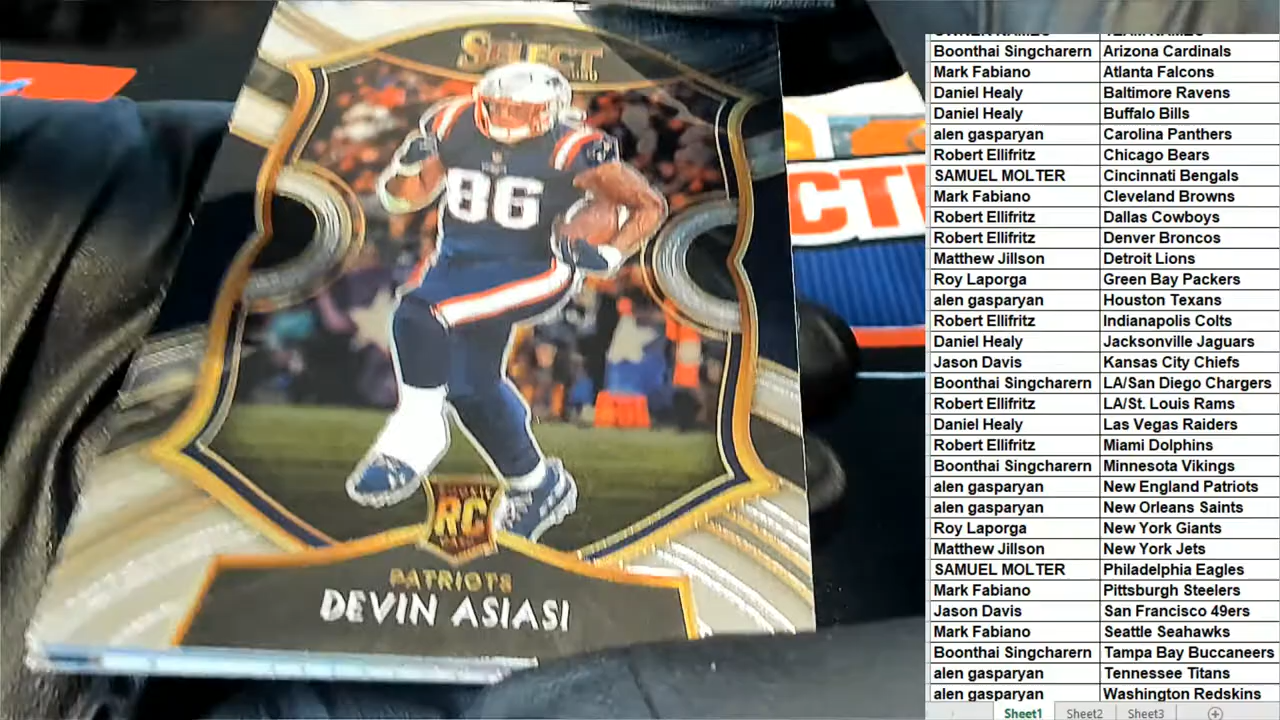 SELECT
86
RC
PATRIOTS
DEVIN ASIASI
CTI
Boonthai Singcharern Arizona Cardinals
Mark Fabiano Atlanta Falcons
Daniel Healy Baltimore Ravens
Daniel Healy Buffalo Bills
alen gasparyan Carolina Panthers
Robert Ellifritz Chicago Bears
SAMUEL MOLTER Cincinnati Bengals
Mark Fabiano Cleveland Browns
Robert Ellifritz Dallas Cowboys
Robert Ellifritz Denver Broncos
Matthew Jillson Detroit Lions
Roy Laporga Green Bay Packers
alen gasparyan Houston Texans
Robert Ellifritz Indianapolis Colts
Daniel Healy Jacksonville Jaguars
Jason Davis Kansas City Chiefs
Boonthai Singcharern LA/San Diego Chargers
Robert Ellifritz LA/St. Louis Rams
Daniel Healy Las Vegas Raiders
Robert Ellifritz Miami Dolphins
Boonthai Singcharern Minnesota Vikings
alen gasparyan New England Patriots
alen gasparyan New Orleans Saints
Roy Laporga New York Giants
Matthew Jillson New York Jets
SAMUEL MOLTER Philadelphia Eagles
Mark Fabiano Pittsburgh Steelers
Jason Davis San Francisco 49ers
Mark Fabiano Seattle Seahawks
Boonthai Singcharern Tampa Bay Buccaneers
alen gasparyan Tennessee Titans
alen gasparyan Washington Redskins
Sheet1 Sheet2 Sheet3